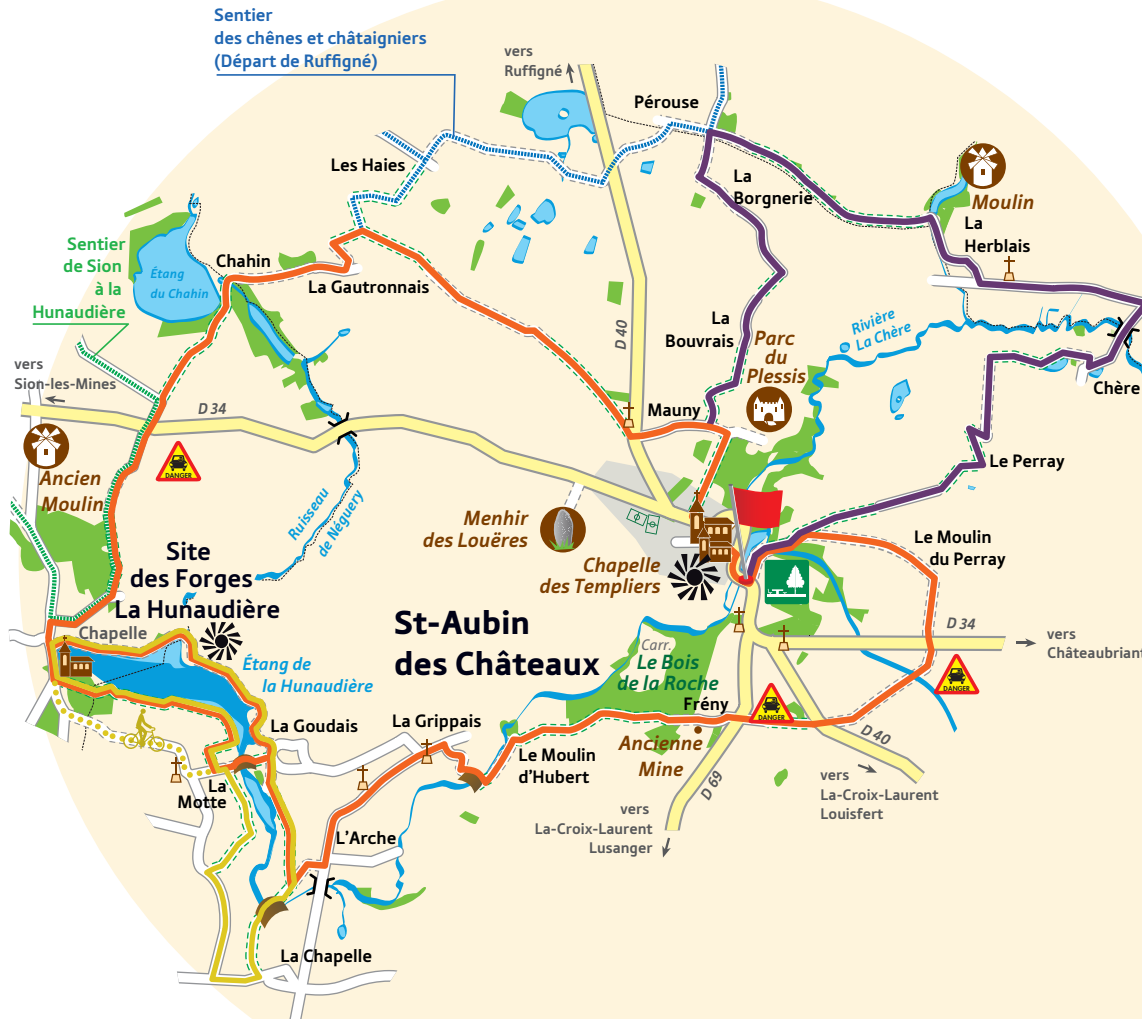 Sentier
des chênes et châtaigniers
(Départ de Ruffigné)
vers
Ruffigné
Pérouse
Les Haies
La
Borgnerie
Moulin
La
Herblais
Sentier
de Sion
à la
Hunaudière
Chahin
Étang
du Chahin
La Gautronnais
D 40
La
Bouvrais
Parc
du
Plessis
Rivière
La Chère
vers
Sion-les-Mines
D 34
Mauny
Chère
DANGER
Ancien
Moulin
Le Perray
Ruisseau
de Néguery
Menhir
des Louëres
Chapelle
des Templiers
Le Moulin
du Perray
Site
des Forges
La Hunaudière
Chapelle
St-Aubin
des Châteaux
Carr.
Le Bois
de la Roche
D 34
vers
Châteaubriant
Étang de
la Hunaudière
DANGER
Frény
DANGER
La Goudais
La Grippais
Le Moulin
d'Hubert
Ancienne
Mine
D 40
D 69
La
Motte
vers
La-Croix-Laurent
Louisfert
vers
La-Croix-Laurent
Lusanger
L'Arche
La Chapelle